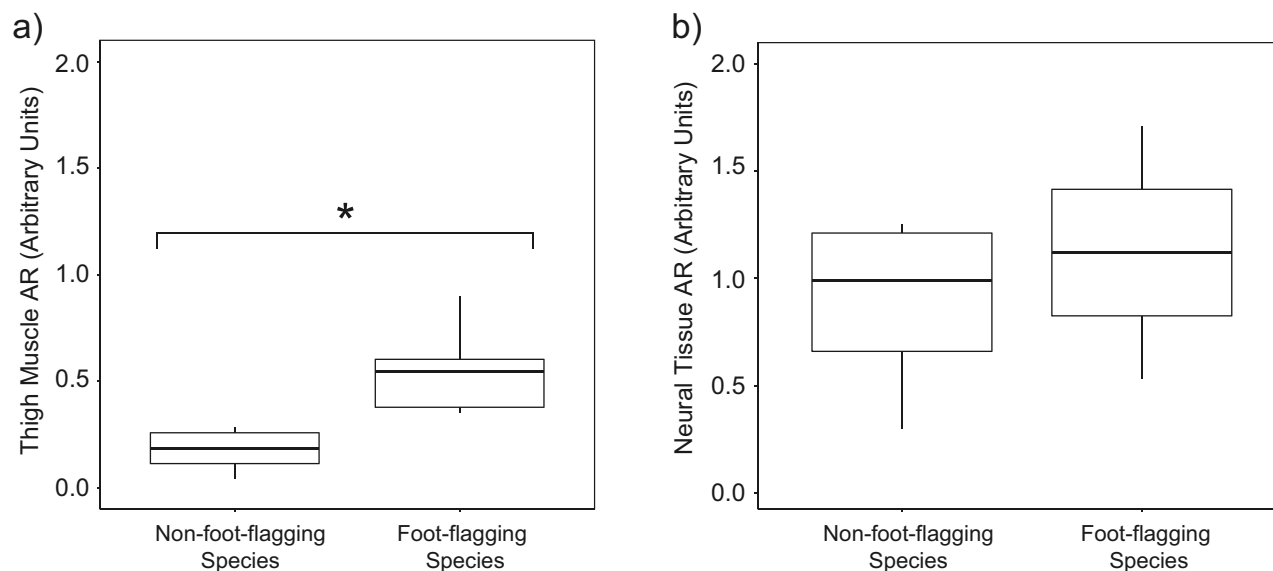 a)
Thigh Muscle AR (Arbitrary Units)
2.0
1.5
1.0
0.5
0.0
*
Non-foot-flagging
Species
Foot-flagging
Species
b)
Neural Tissue AR (Arbitrary Units)
2.0
1.5
1.0
0.5
0.0
Non-foot-flagging
Species
Foot-flagging
Species